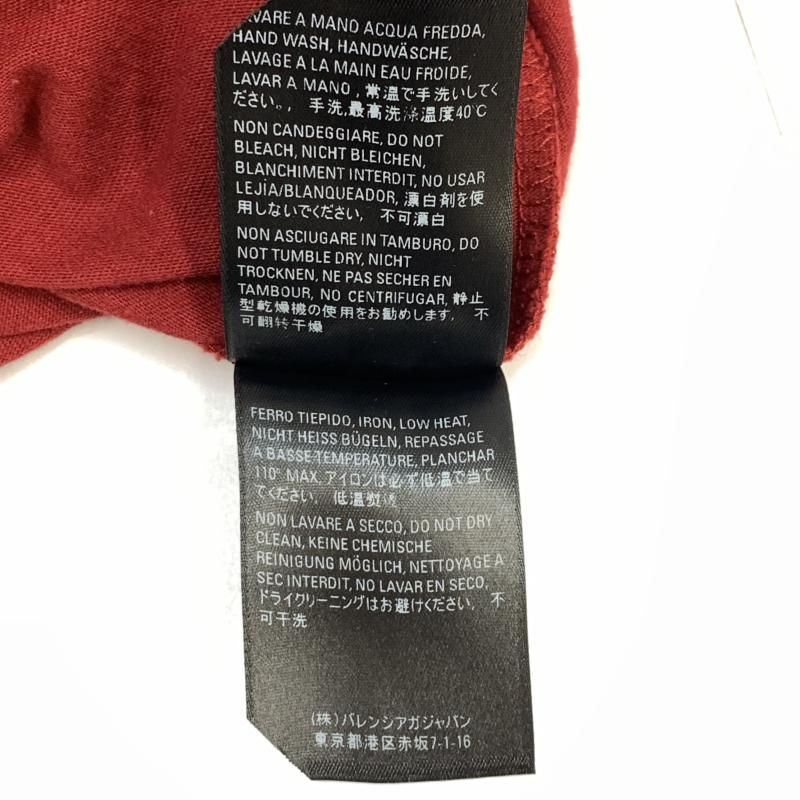 LAVARE A MANO ACQUA FREDDA,
HAND WASH, HANDWÄSCHE,
LAVAGE A LA MAIN EAU FROIDE,
LAVAR A MANO , 常温で手洗いしてく
ださい。, 手洗,最高洗涤温度40℃
NON CANDEGGIARE, DO NOT
BLEACH, NICHT BLEICHEN,
BLANCHIMENT INTERDIT, NO USAR
LEJÍA/BLANQUEADOR, 漂白剤を使
用しないでください, 不可漂白
NON ASCIUGARE IN TAMBURO, DO
NOT TUMBLE DRY, NICHT
TROCKNEN, NE PAS SECHER EN
TAMBOUR, NO CENTRIFUGAR, 静止
型乾燥機の使用をお勧めします, 不
可翻转干燥
FERRO TIEPIDO, IRON, LOW HEAT,
NICHT HEISS BÜGELN, REPASSAGE
A BASSE TEMPERATURE, PLANCHAR
110° MAX. アイロンは必ず低温で当て
てください, 低温熨
NON LAVARE A SECCO, DO NOT DRY
CLEAN, KEINE CHEMISCHE
REINIGUNG MÖGLICH, NETTOYAGE A
SEC INTERDIT, NO LAVAR EN SECO,
ドライクリーニングはお避けください, 不
可干洗
(株) バレンシアガジャパン
東京都港区赤坂7-1-16